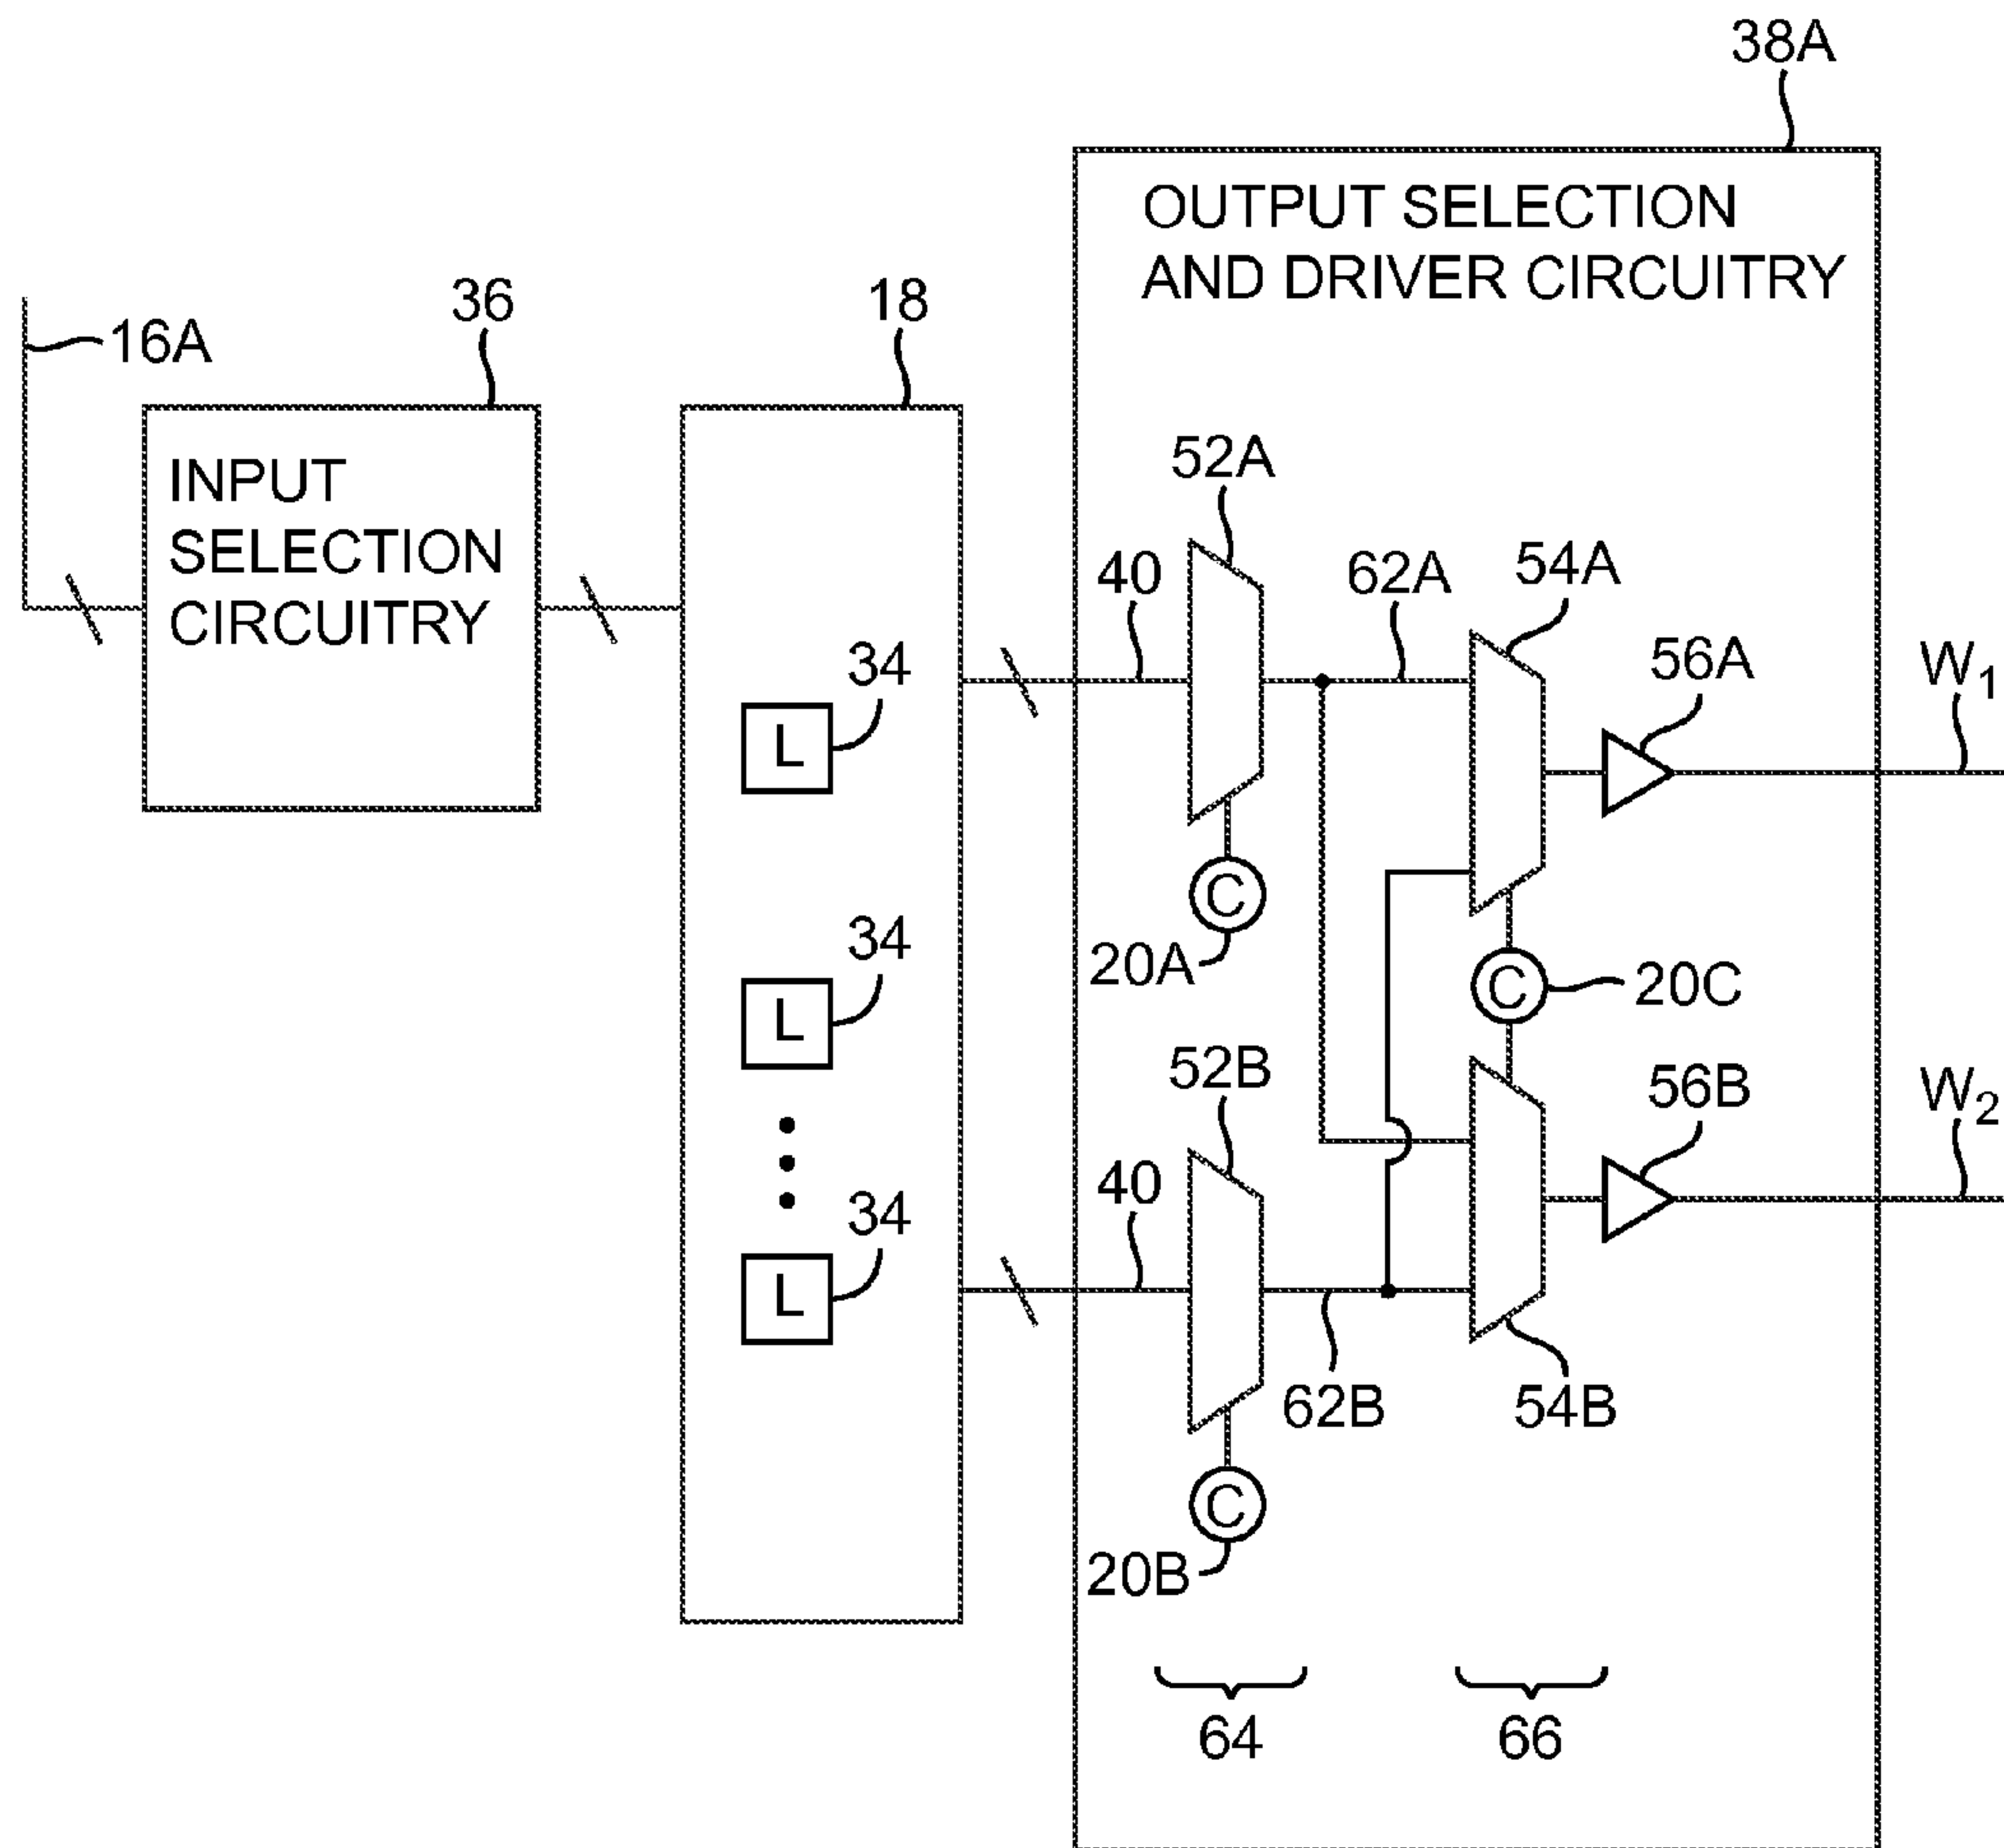 38A
OUTPUT SELECTION
AND DRIVER CIRCUITRY
36
18
16A
INPUT
SELECTION
CIRCUITRY
52A
40
62A
54A
34
L
56A
W1
C
20A
34
L
C
20C
52B
56B
W2
40
34
L
62B
54B
C
20B
64
66